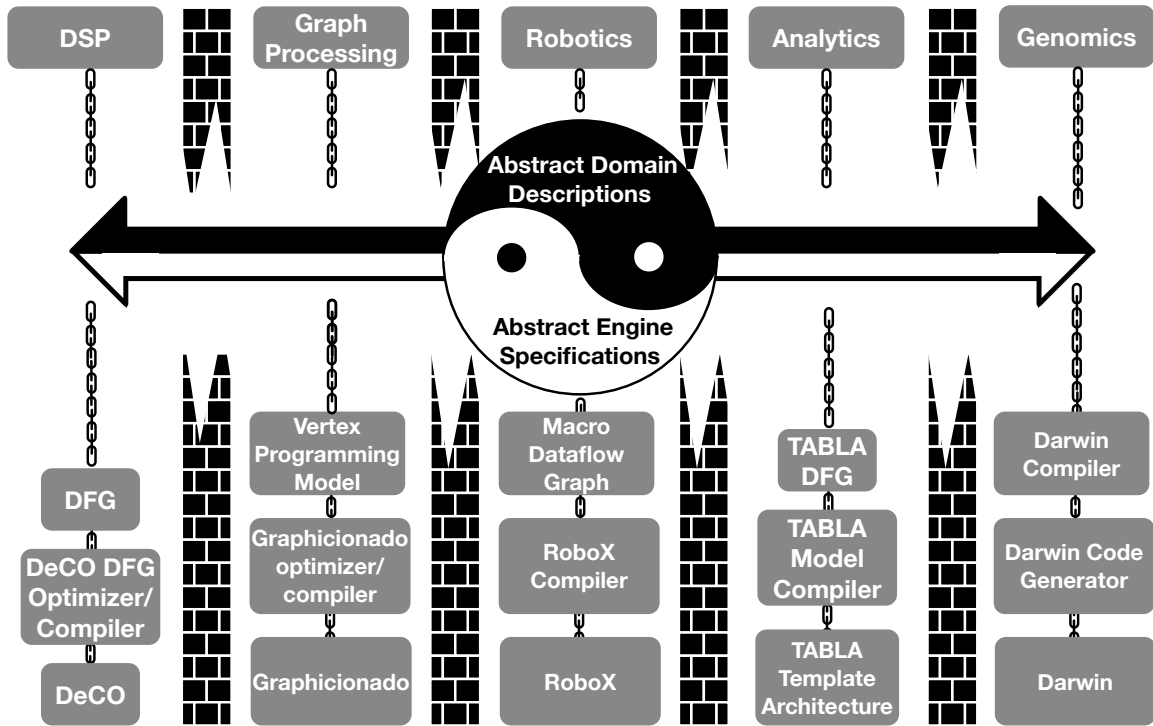 DSP
Graph
Processing
Robotics
Analytics
Genomics
Abstract Domain
Descriptions
Abstract Engine
Specifications
DFG
DeCO DFG
Optimizer/
Compiler
DeCO
Vertex
Programming
Model
Graphicionado
optimizer/
compiler
Graphicionado
Macro
Dataflow
Graph
RoboX
Compiler
RoboX
TABLA
DFG
TABLA
Model
Compiler
TABLA
Template
Architecture
Darwin
Compiler
Darwin Code
Generator
Darwin